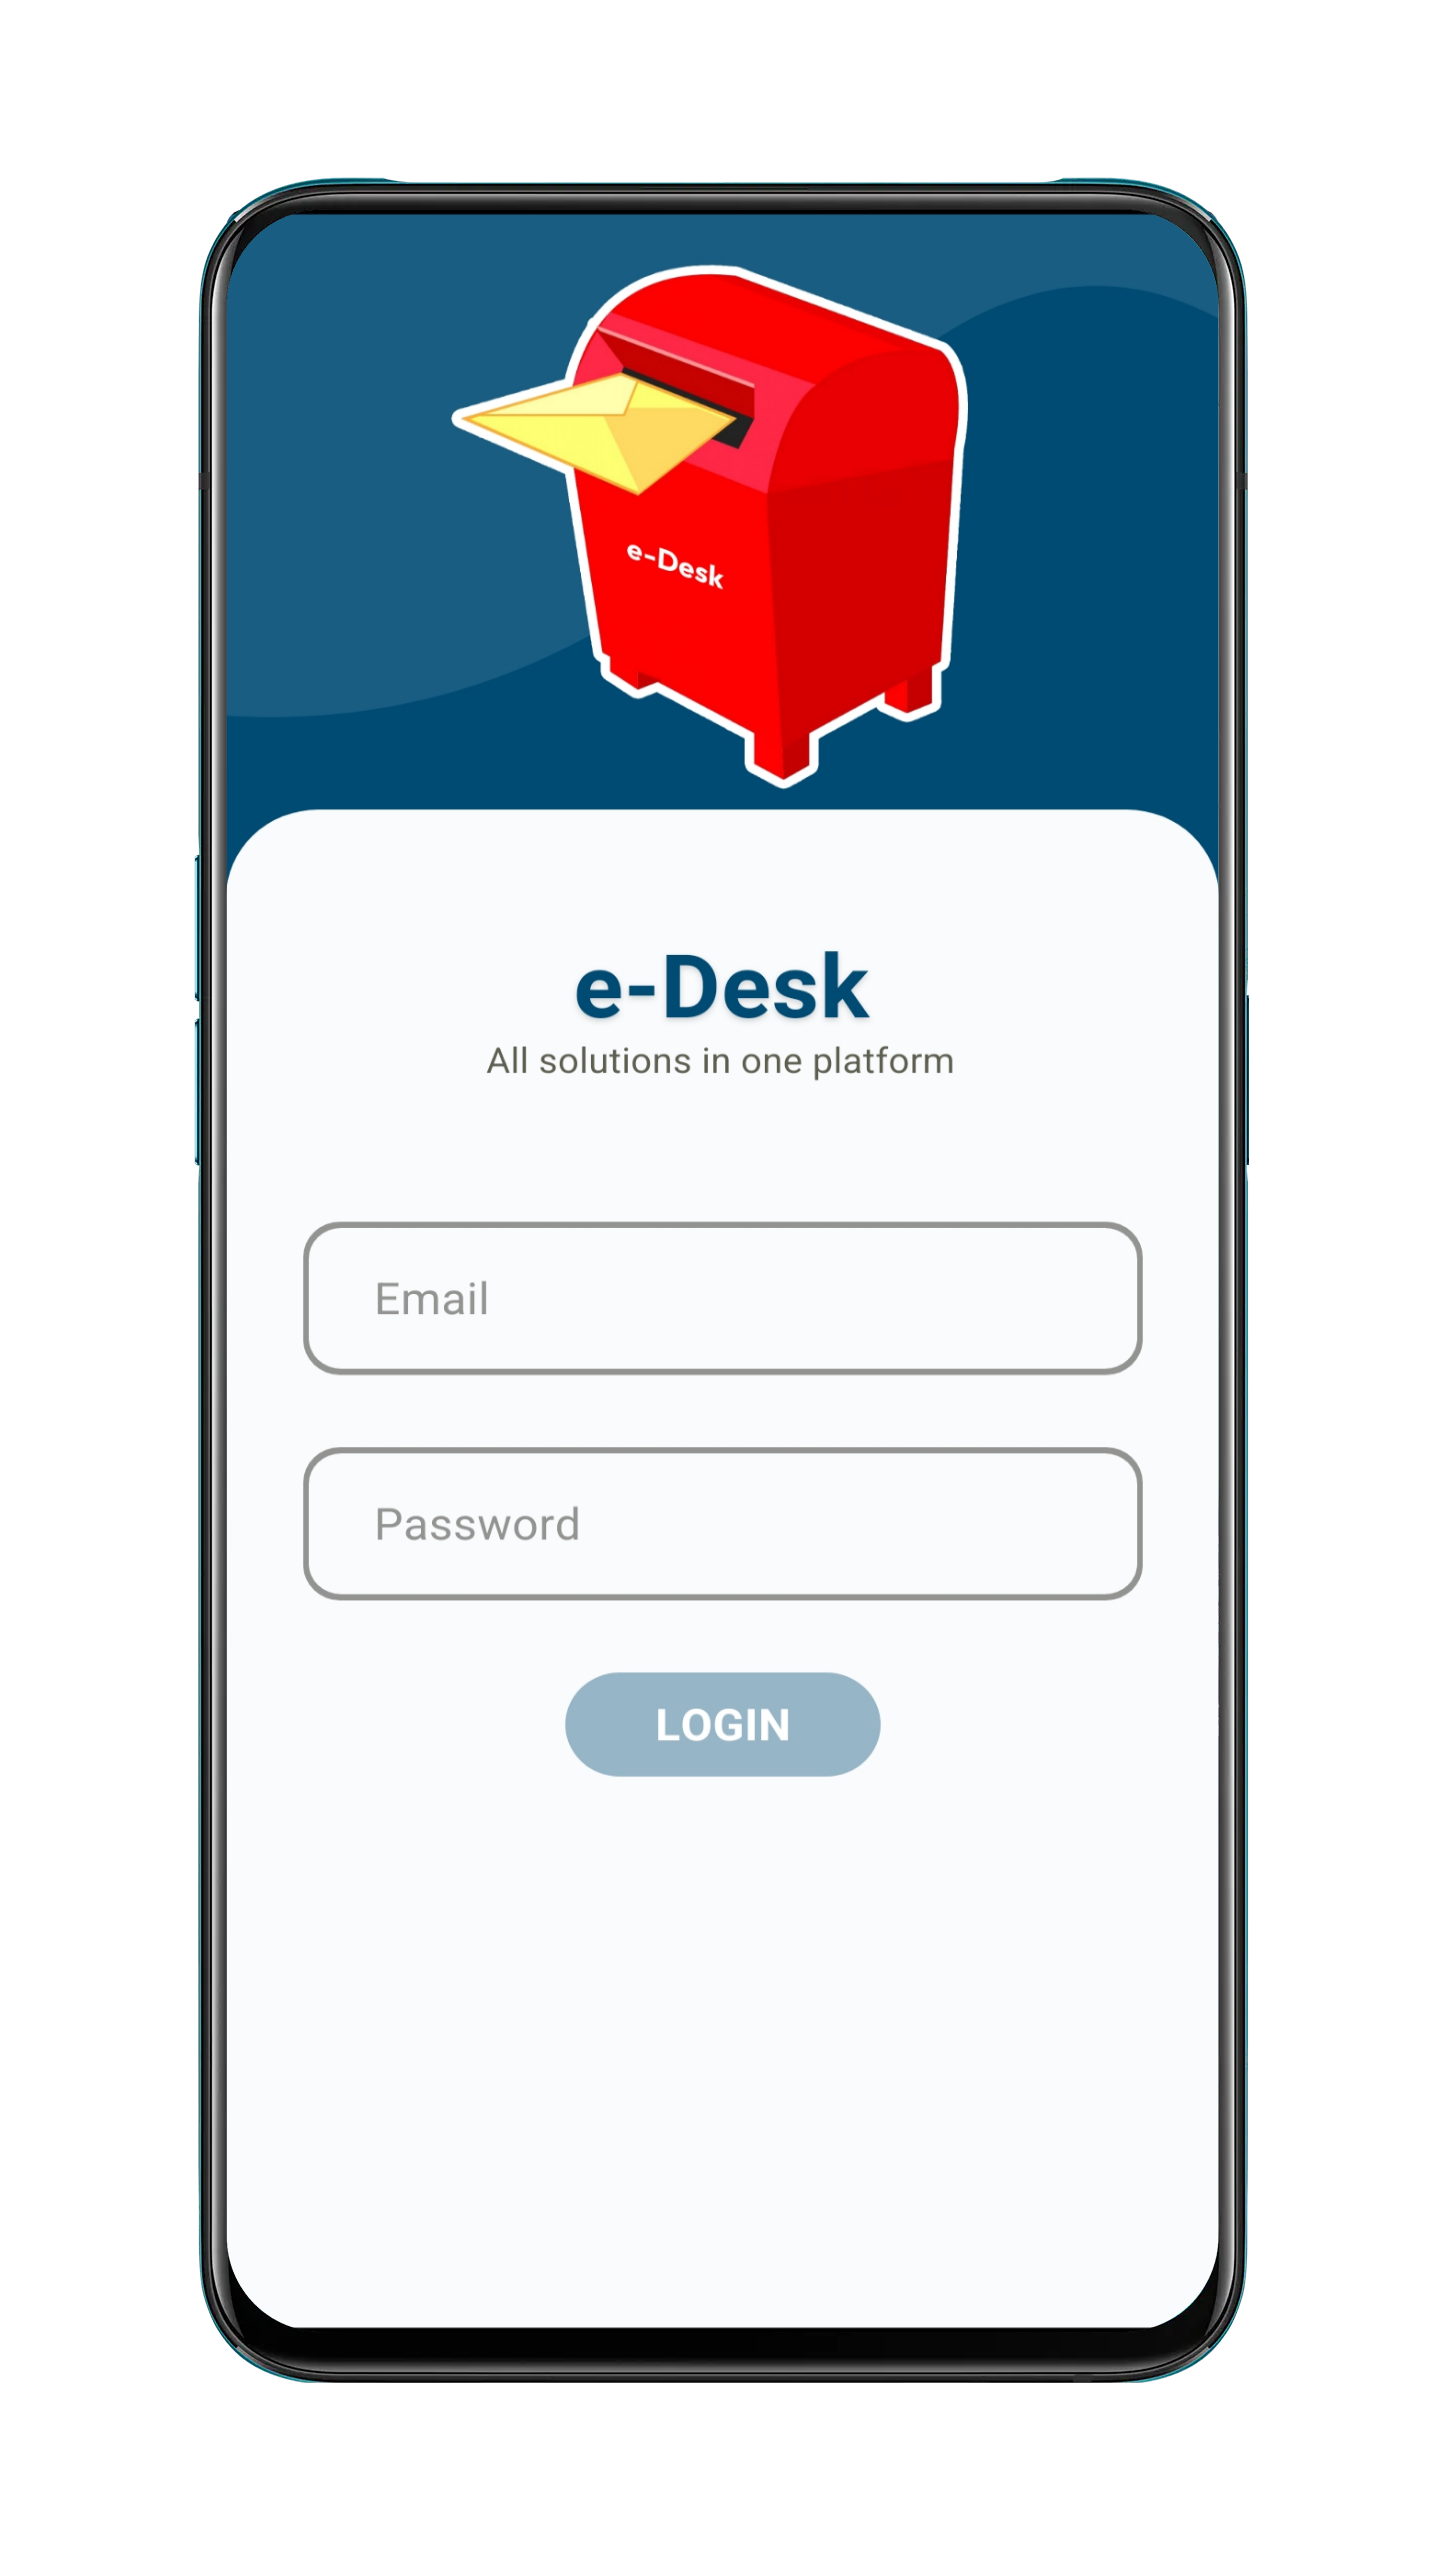 e-Desk
e-Desk
All solutions in one platform
Email
Password
LOGIN